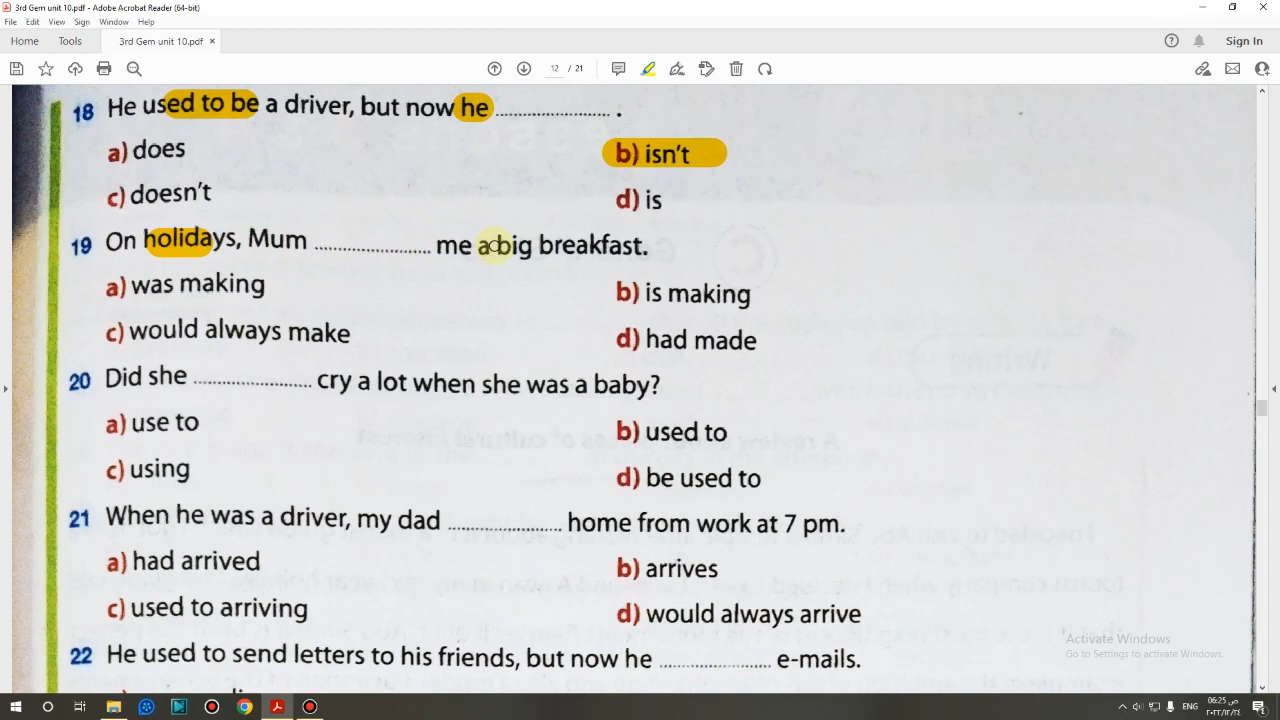 3rd Gem unit 10.pdf - Adobe Acrobat Reader (64-bit)
File Edit View Sign Window Help
Home Tools 3rd Gem unit 10.pdf × Sign In
12 / 21
18 He used to be a driver, but now he .............................. .
a) does b) isn't
c) doesn't d) is
19 On holidays, Mum .............................. me a big breakfast.
a) was making b) is making
c) would always make d) had made
20 Did she .............................. cry a lot when she was a baby?
a) use to b) used to
c) using d) be used to
21 When he was a driver, my dad .............................. home from work at 7 pm.
a) had arrived b) arrives
c) used to arriving d) would always arrive
Activate Windows
Go to Settings to activate Windows.
22 He used to send letters to his friends, but now he .............................. e-mails.
ENG 06:25 ص
٢٠٢٢/١٢/٢٤